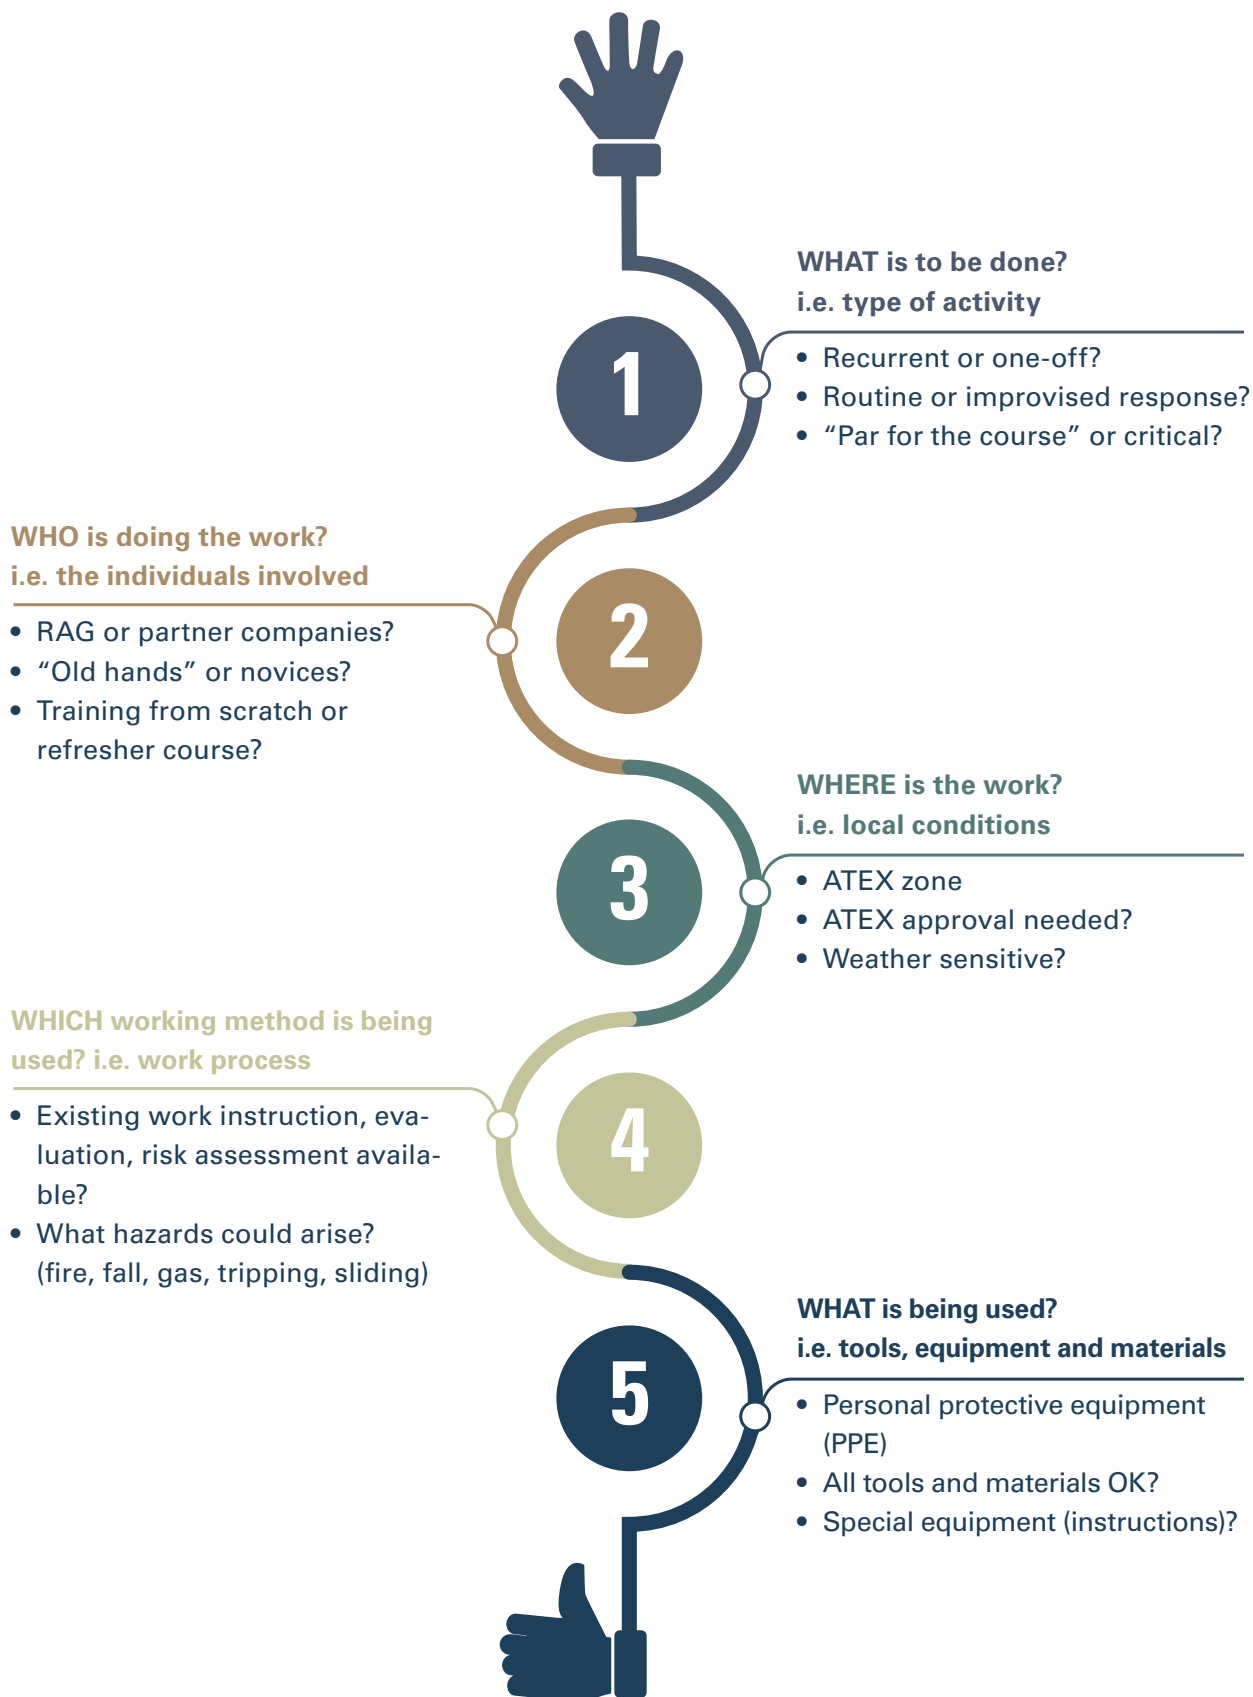 WHAT is to be done?
i.e. type of activity
1
• Recurrent or one-off?
• Routine or improvised response?
• “Par for the course” or critical?
WHO is doing the work?
i.e. the individuals involved
2
• RAG or partner companies?
• “Old hands” or novices?
• Training from scratch or
refresher course?
WHERE is the work?
i.e. local conditions
3
• ATEX zone
• ATEX approval needed?
• Weather sensitive?
WHICH working method is being
used? i.e. work process
4
• Existing work instruction, eva-
luation, risk assessment availa-
ble?
• What hazards could arise?
(fire, fall, gas, tripping, sliding)
WHAT is being used?
i.e. tools, equipment and materials
5
• Personal protective equipment
(PPE)
• All tools and materials OK?
• Special equipment (instructions)?